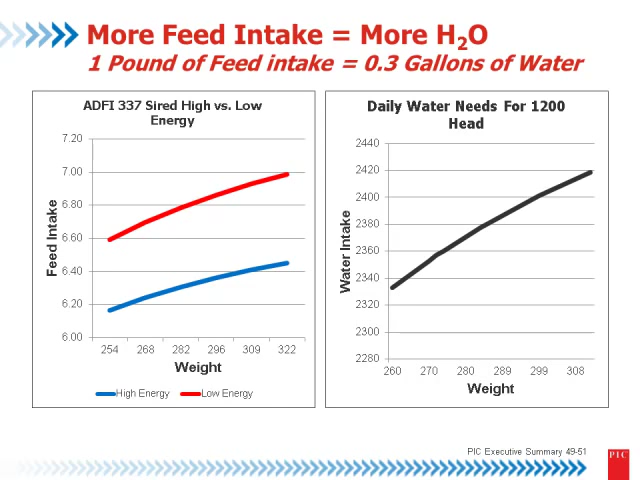 More Feed Intake = More H₂O
1 Pound of Feed intake = 0.3 Gallons of Water
ADFI 337 Sired High vs. Low
Energy
7.20
7.00
6.80
6.60
6.40
6.20
6.00
Feed Intake
254 268 282 296 309 322
Weight
High Energy Low Energy
Daily Water Needs For 1200
Head
2440
2420
2400
2380
2360
2340
2320
2300
2280
Water Intake
260 270 280 289 299 308
Weight
PIC Executive Summary 49-51
PIC